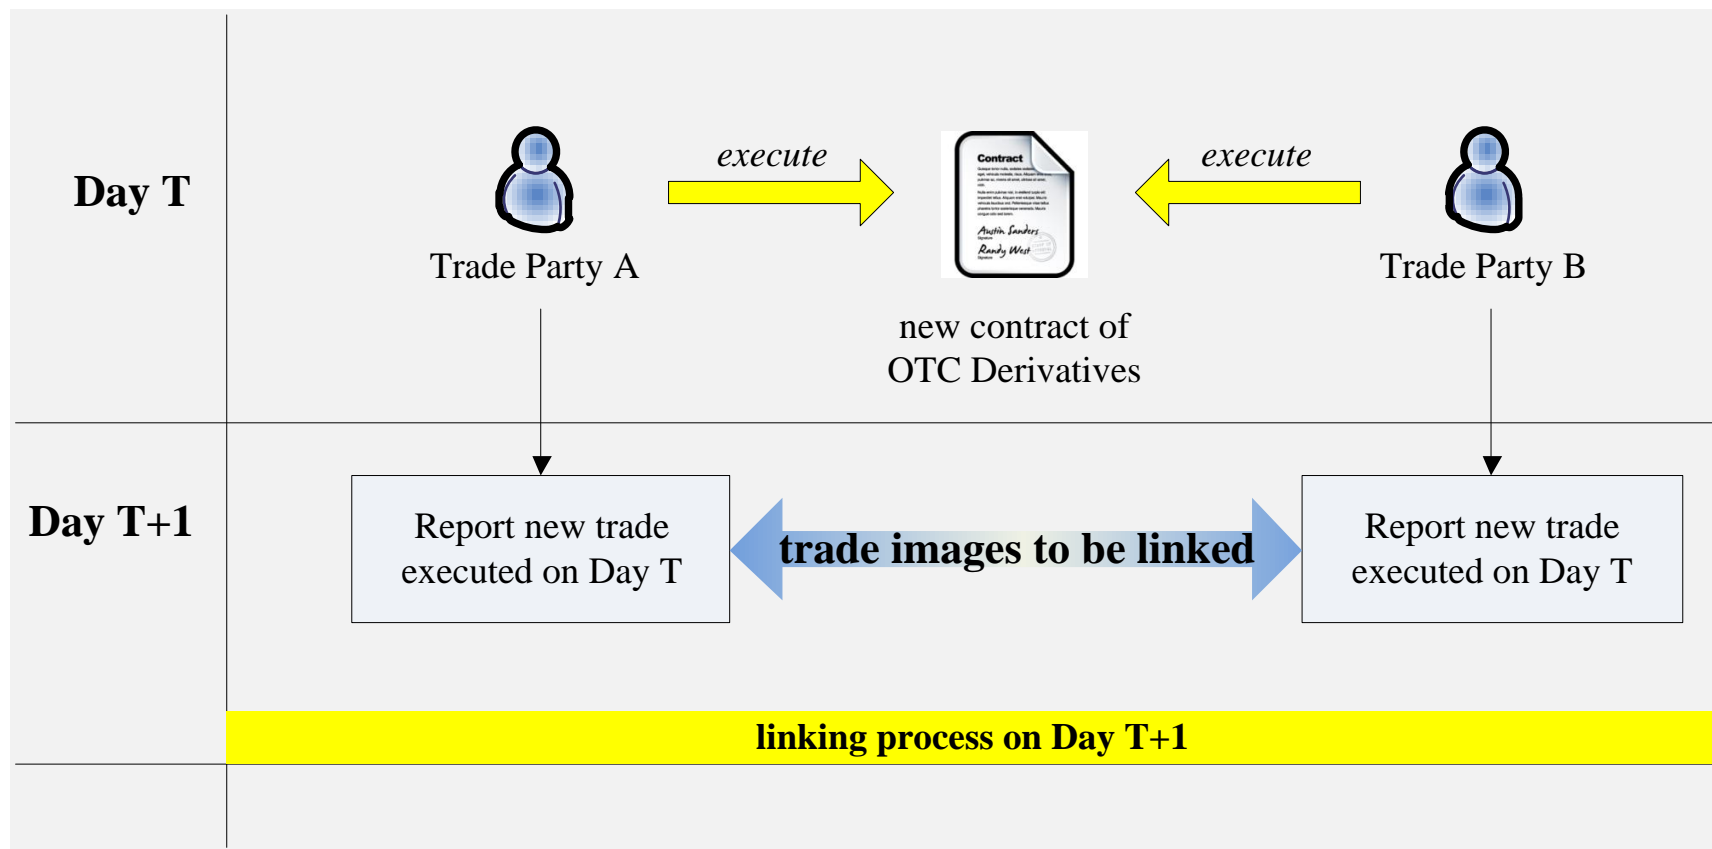 Day T
execute
execute
Contract
Austin Sanders
Signature
Randy West
Signature
Trade Party A
Trade Party B
new contract of
OTC Derivatives
Day T+1
Report new trade
executed on Day T
trade images to be linked
Report new trade
executed on Day T
linking process on Day T+1